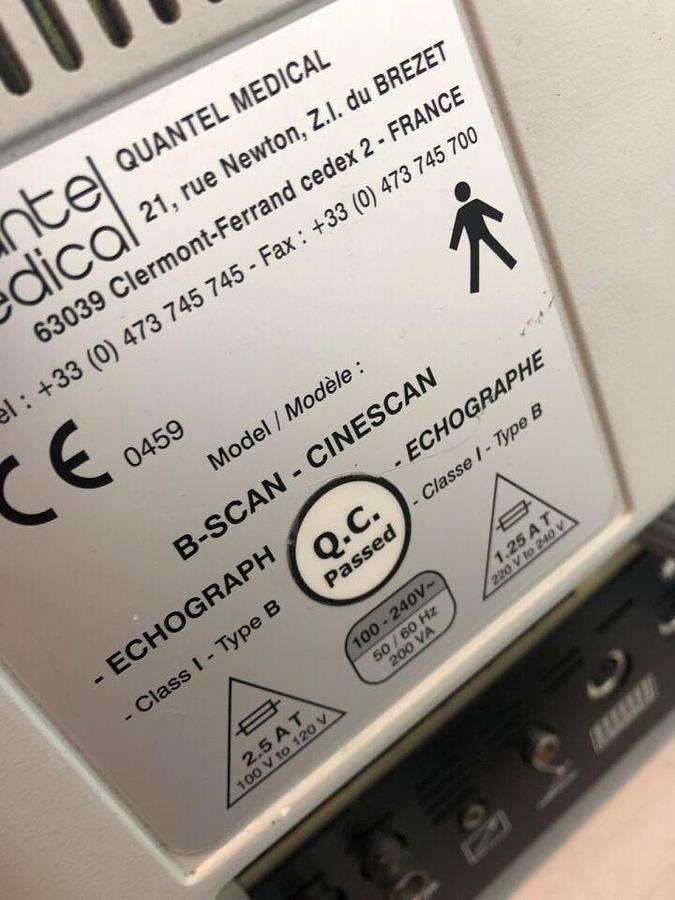 QUANTEL MEDICAL
21, rue Newton, Z.I. du BREZET
63039 Clermont-Ferrand cedex 2 - FRANCE
el : +33 (0) 473 745 745 - Fax : +33 (0) 473 745 700
ntel
edical
CE 0459
Model / Modèle :
B-SCAN - CINESCAN
- ECHOGRAPH
- ECHOGRAPHE
- Class I - Type B
- Classe I - Type B
Q.C.
Passed
2.5 A T
100 V to 120 V
100 - 240V~
50 / 60 Hz
200 VA
1.25 A T
220 V to 240 V